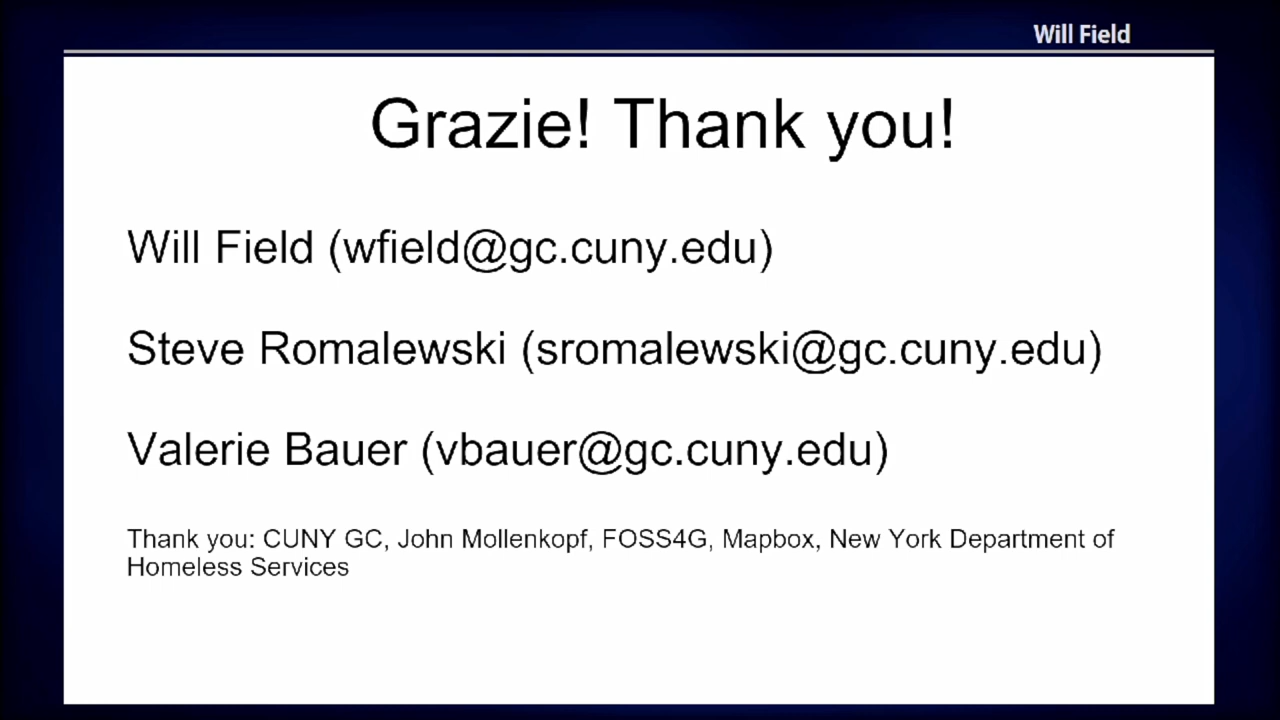 Will Field
Grazie! Thank you!
Will Field (wfield@gc.cuny.edu)
Steve Romalewski (sromalewski@gc.cuny.edu)
Valerie Bauer (vbauer@gc.cuny.edu)
Thank you: CUNY GC, John Mollenkopf, FOSS4G, Mapbox, New York Department of
Homeless Services